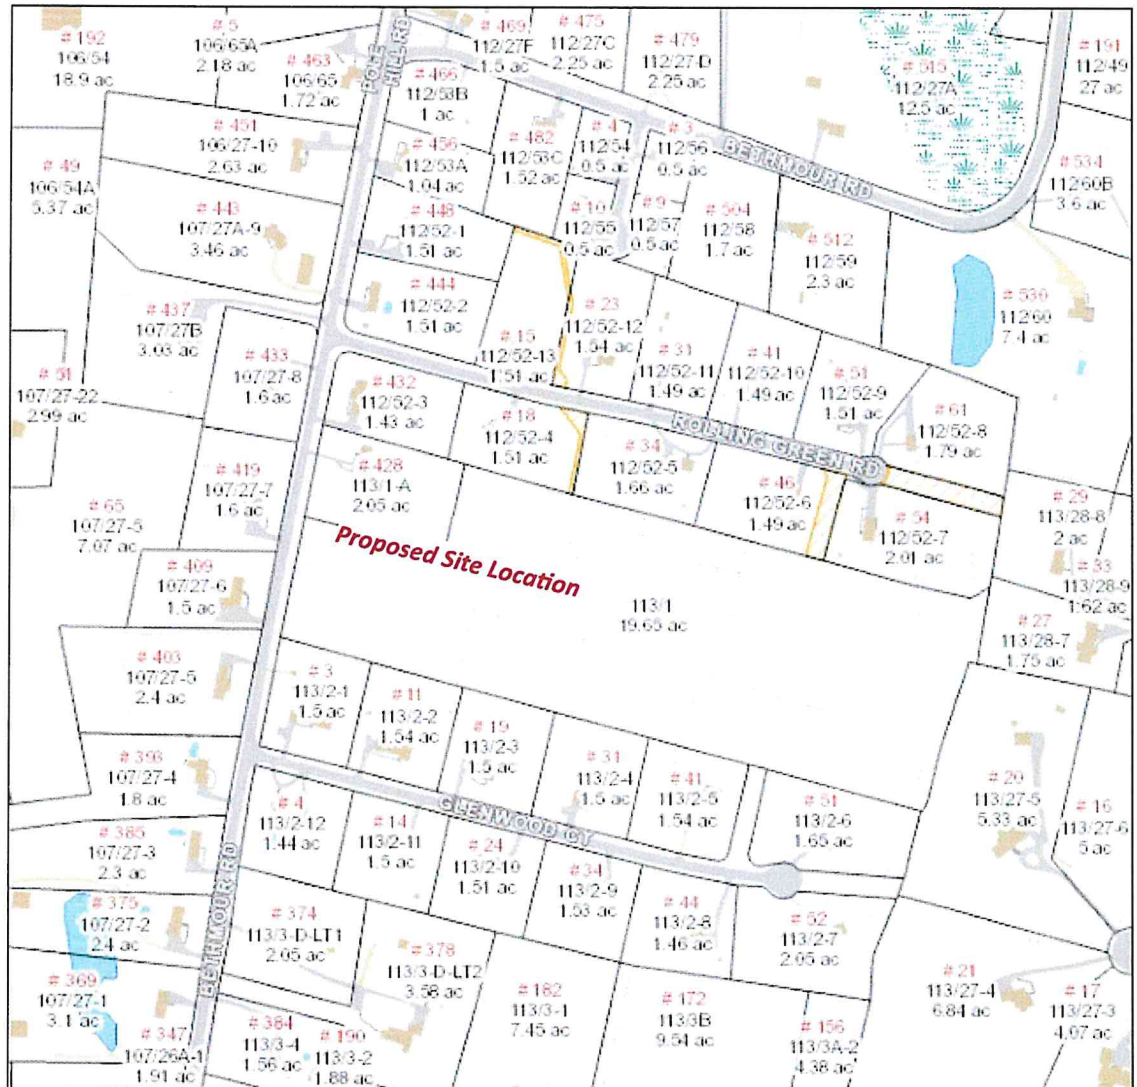 # 192
106/54
18.9 ac
# 5
106/65A
2.18 ac
# 463
106/65
1.72 ac
POLE
HILL RD
# 469
112/27F
1.5 ac
# 475
112/27C
2.25 ac
# 479
112/27-D
2.25 ac
# 515
112/27A
12.5 ac
# 191
112/49
27 ac
# 466
112/53B
1 ac
# 451
106/27-10
2.63 ac
# 456
112/53A
1.04 ac
# 482
112/53C
1.52 ac
# 4
112/54
0.5 ac
# 3
112/56
0.5 ac
BETHMOUR RD
# 534
112/60B
3.6 ac
# 49
106/54A
5.37 ac
# 443
107/27A-9
3.46 ac
# 448
112/52-1
1.51 ac
# 10
112/55
0.5 ac
# 9
112/57
0.5 ac
# 504
112/58
1.7 ac
# 512
112/59
2.3 ac
# 444
112/52-2
1.51 ac
# 437
107/27B
3.03 ac
# 23
112/52-12
1.54 ac
# 530
112/60
7.4 ac
# 433
107/27-8
1.6 ac
# 15
112/52-13
1.51 ac
# 31
112/52-11
1.49 ac
# 41
112/52-10
1.49 ac
# 51
112/52-9
1.51 ac
# 51
107/27-22
2.99 ac
# 432
112/52-3
1.43 ac
# 18
112/52-4
1.51 ac
ROLLING GREEN RD
# 61
112/52-8
1.79 ac
# 34
112/52-5
1.66 ac
# 419
107/27-7
1.6 ac
# 428
113/1-A
2.05 ac
# 46
112/52-6
1.49 ac
# 54
112/52-7
2.01 ac
# 29
113/28-8
2 ac
# 65
107/27-5
7.07 ac
Proposed Site Location
# 33
113/28-9
1.62 ac
# 409
107/27-6
1.5 ac
113/1
19.65 ac
# 27
113/28-7
1.75 ac
# 403
107/27-5
2.4 ac
# 3
113/2-1
1.5 ac
# 11
113/2-2
1.54 ac
# 19
113/2-3
1.5 ac
# 31
113/2-4
1.5 ac
# 41
113/2-5
1.54 ac
# 393
107/27-4
1.8 ac
# 51
113/2-6
1.65 ac
# 20
113/27-5
5.33 ac
# 16
113/27-6
5 ac
GLENWOOD CT
# 4
113/2-12
1.44 ac
# 14
113/2-11
1.5 ac
# 24
113/2-10
1.51 ac
# 34
113/2-9
1.53 ac
# 385
107/27-3
2.3 ac
BETHMOUR RD
# 375
107/27-2
2.4 ac
# 374
113/3-D-LT1
2.05 ac
# 44
113/2-8
1.46 ac
# 52
113/2-7
2.05 ac
# 378
113/3-D-LT2
3.58 ac
# 369
107/27-1
3.1 ac
# 182
113/3-1
7.45 ac
# 172
113/3B
9.54 ac
# 21
113/27-4
6.84 ac
# 17
113/27-3
4.07 ac
# 347
107/26A-1
1.91 ac
# 384
113/3-4
1.56 ac
# 190
113/3-2
1.88 ac
# 156
113/3A-2
4.38 ac